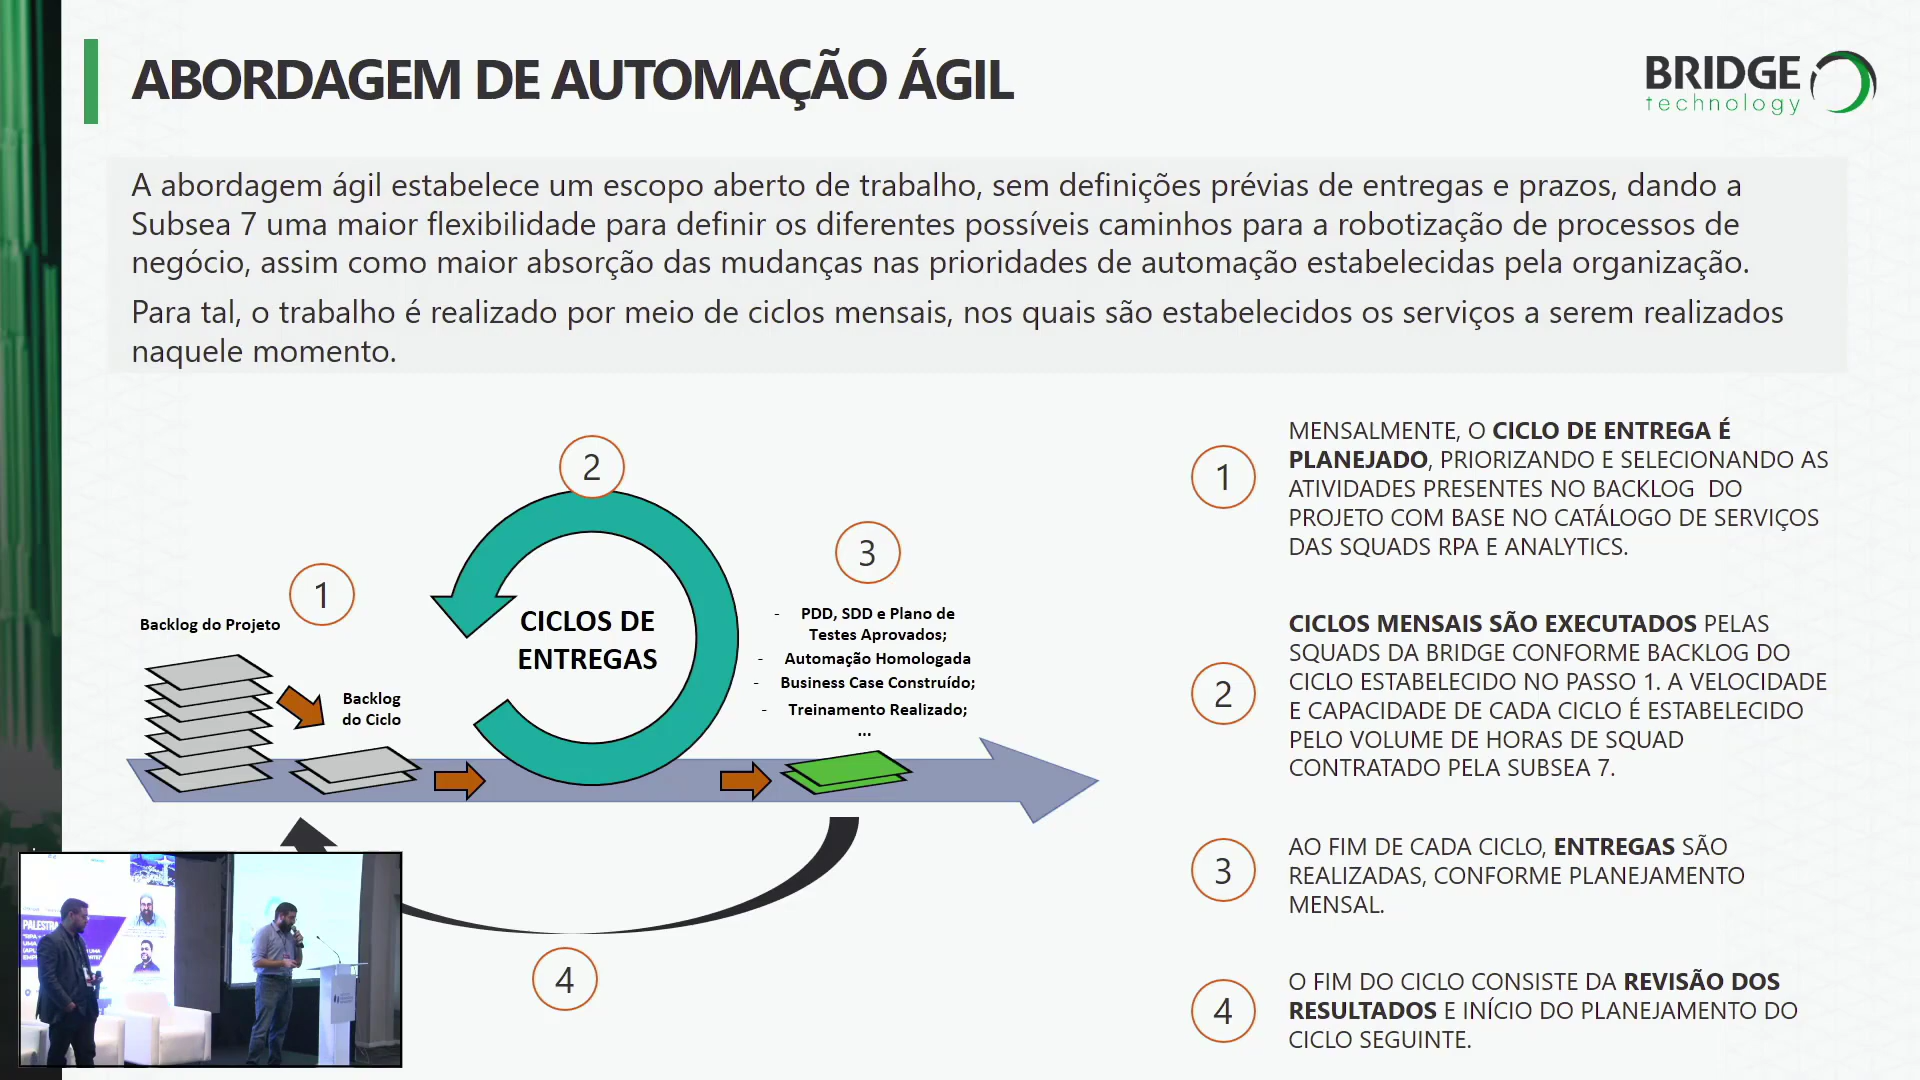 ABORDAGEM DE AUTOMAÇÃO ÁGIL
BRIDGE
technology
A abordagem ágil estabelece um escopo aberto de trabalho, sem definições prévias de entregas e prazos, dando a
Subsea 7 uma maior flexibilidade para definir os diferentes possíveis caminhos para a robotização de processos de
negócio, assim como maior absorção das mudanças nas prioridades de automação estabelecidas pela organização.
Para tal, o trabalho é realizado por meio de ciclos mensais, nos quais são estabelecidos os serviços a serem realizados
naquele momento.
1
Backlog do Projeto
Backlog
do Ciclo
2
CICLOS DE
ENTREGAS
3
- PDD, SDD e Plano de
Testes Aprovados;
- Automação Homologada
- Business Case Construído;
- Treinamento Realizado;
...
4
1
MENSALMENTE, O CICLO DE ENTREGA É
PLANEJADO, PRIORIZANDO E SELECIONANDO AS
ATIVIDADES PRESENTES NO BACKLOG DO
PROJETO COM BASE NO CATÁLOGO DE SERVIÇOS
DAS SQUADS RPA E ANALYTICS.
2
CICLOS MENSAIS SÃO EXECUTADOS PELAS
SQUADS DA BRIDGE CONFORME BACKLOG DO
CICLO ESTABELECIDO NO PASSO 1. A VELOCIDADE
E CAPACIDADE DE CADA CICLO É ESTABELECIDO
PELO VOLUME DE HORAS DE SQUAD
CONTRATADO PELA SUBSEA 7.
3
AO FIM DE CADA CICLO, ENTREGAS SÃO
REALIZADAS, CONFORME PLANEJAMENTO
MENSAL.
4
O FIM DO CICLO CONSISTE DA REVISÃO DOS
RESULTADOS E INÍCIO DO PLANEJAMENTO DO
CICLO SEGUINTE.
PALESTRA